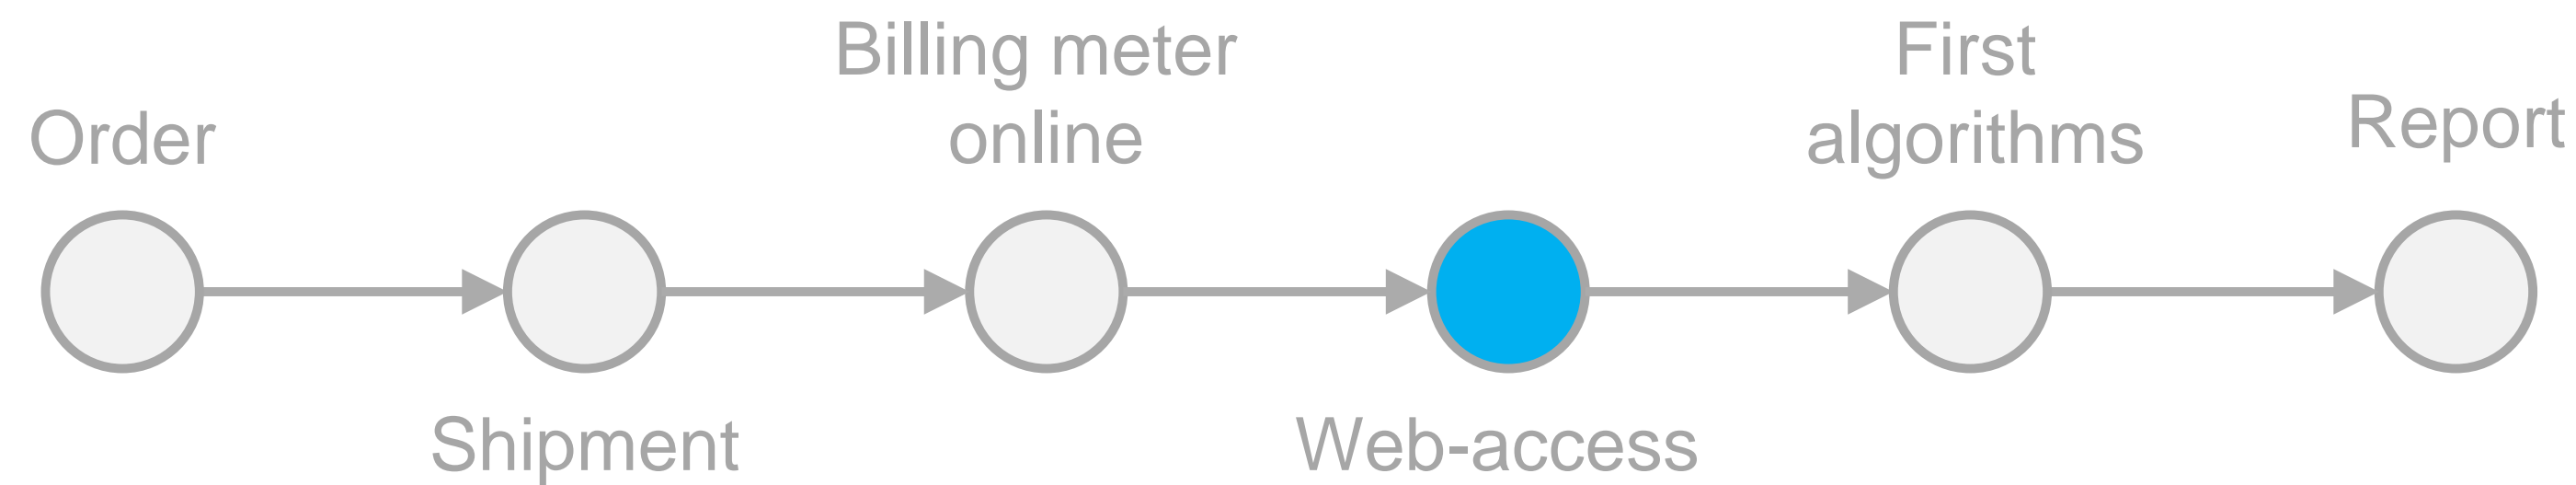 Order
Shipment
Billing meter
online
Web-access
First
algorithms
Report